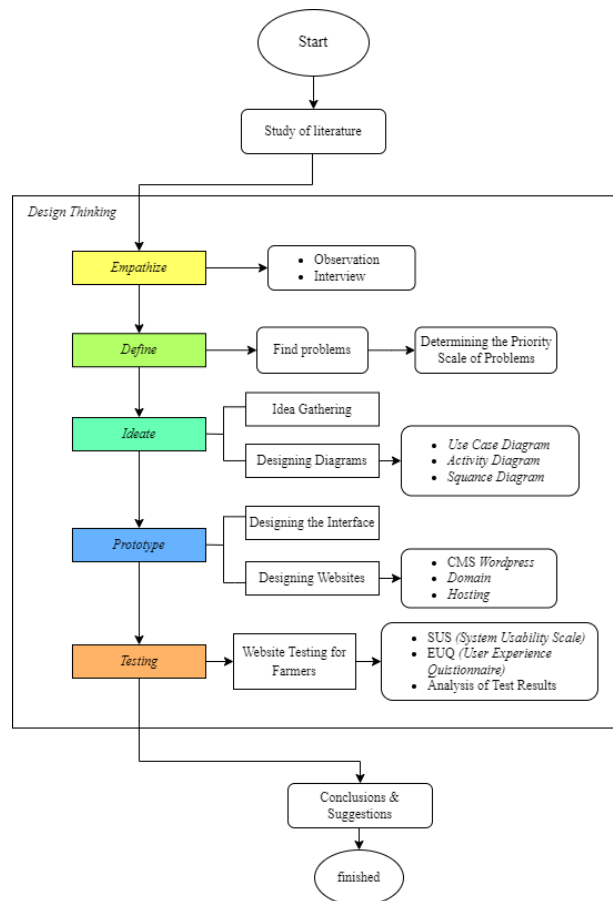 Start
Study of literature
Design Thinking
Empathize
• Observation
• Interview
Define
Find problems
Determining the Priority
Scale of Problems
Ideate
Idea Gathering
Designing Diagrams
• Use Case Diagram
• Activity Diagram
• Squance Diagram
Prototype
Designing the Interface
Designing Websites
• CMS Wordpress
• Domain
• Hosting
Testing
Website Testing for
Farmers
• SUS (System Usability Scale)
• EUQ (User Experience
Quistionnaire)
• Analysis of Test Results
Conclusions &
Suggestions
finished